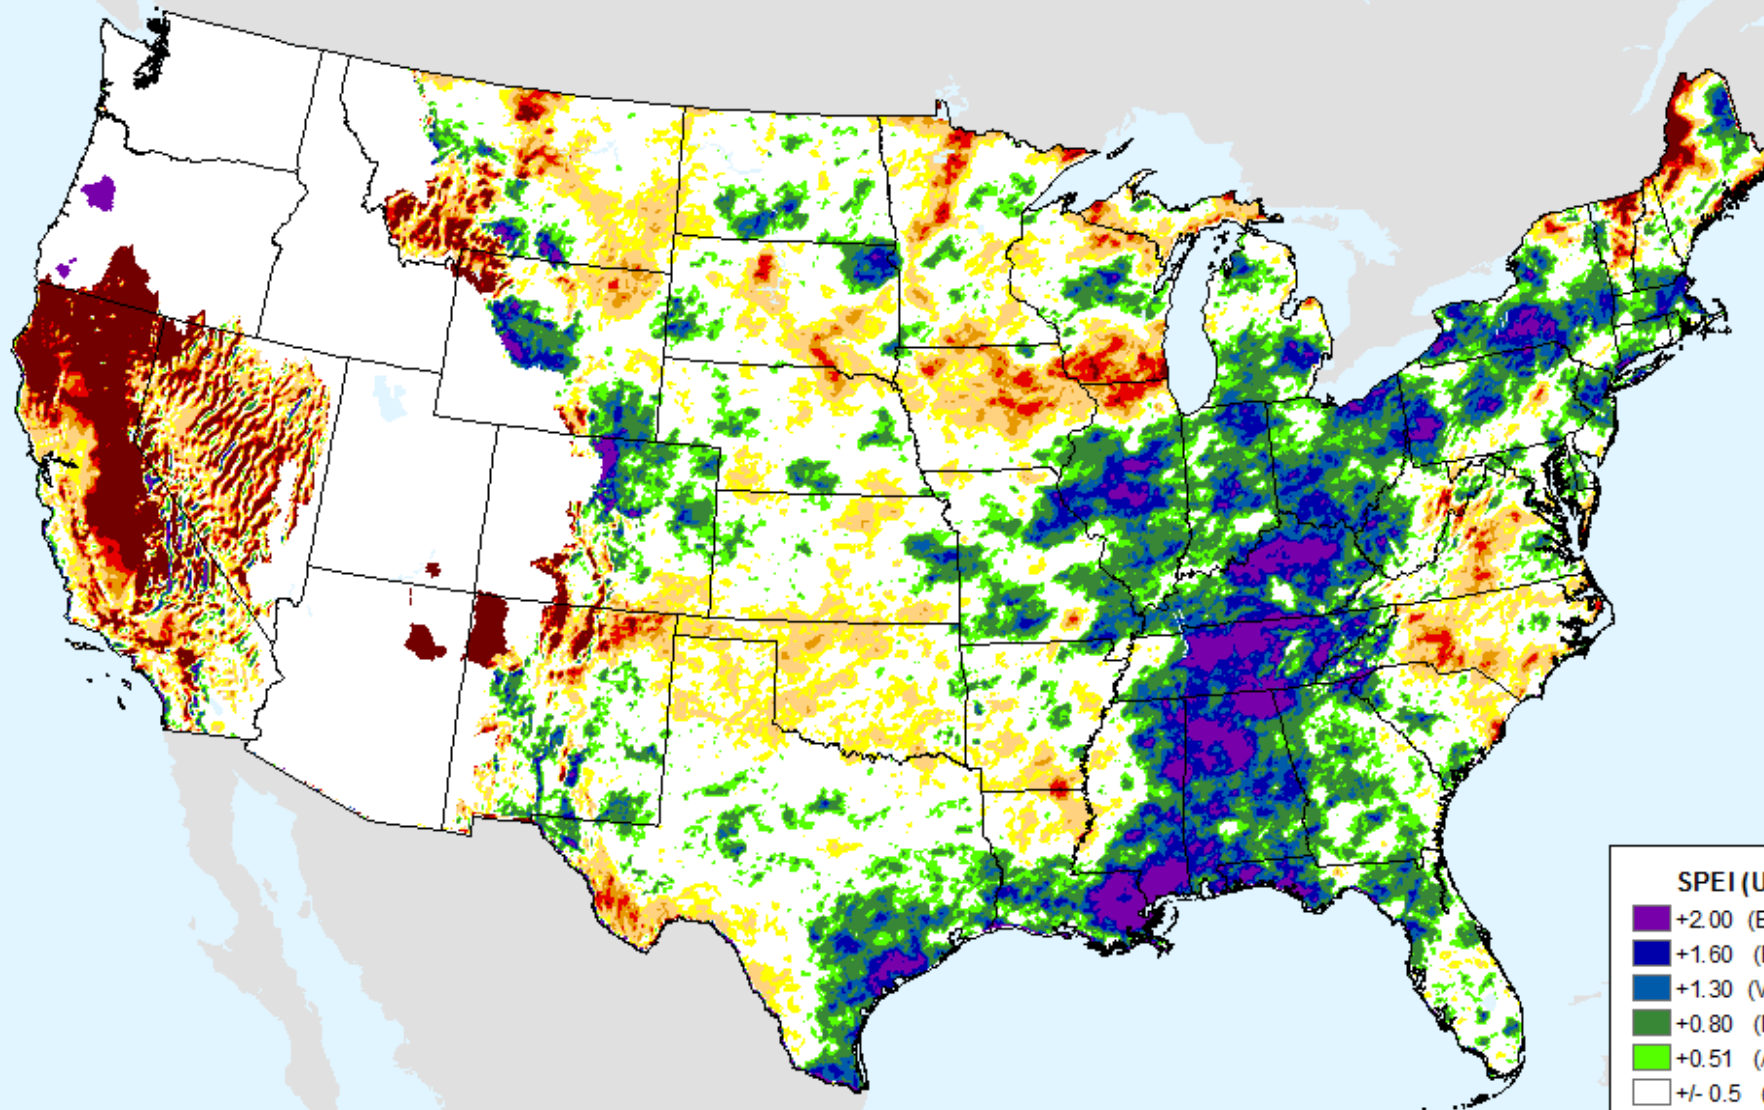 SPEI (U
+2.00 (E
+1.60 (
+1.30 (V
+0.80 (
+0.51 (
+/- 0.5 (